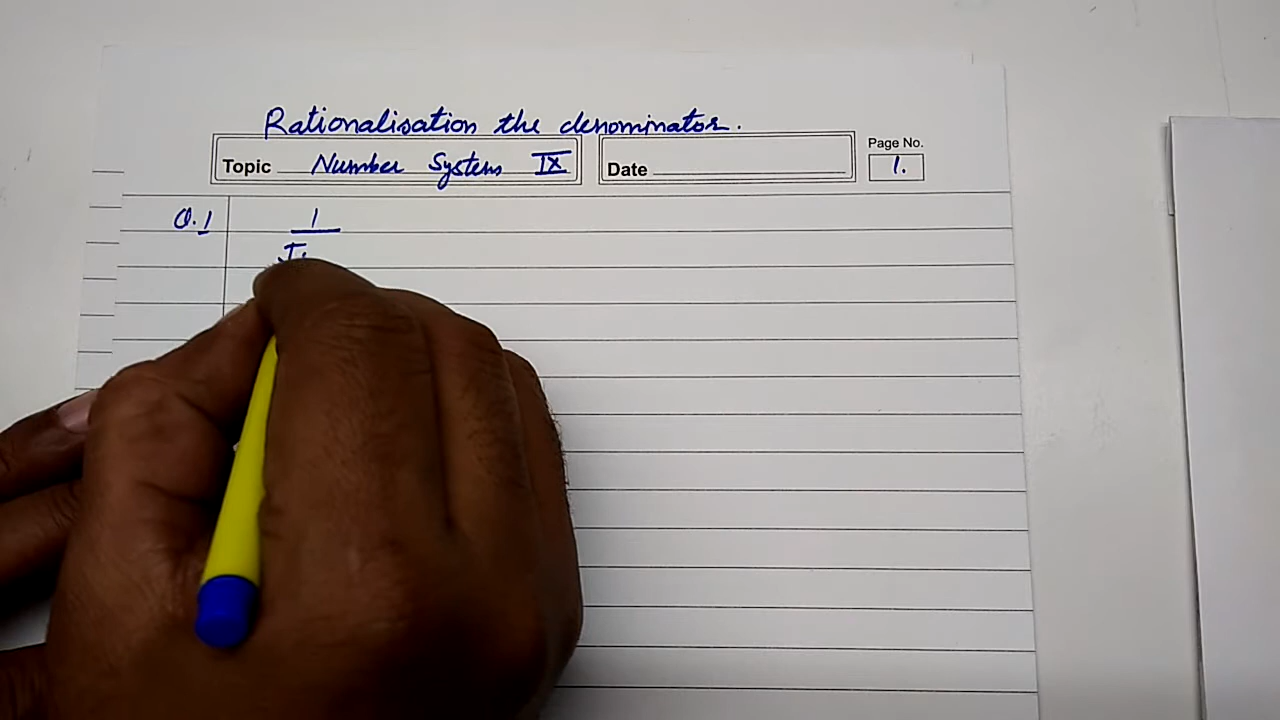 Rationalisation the denominator.
Topic Number System IX Date
Page No.
1.
Q.1
1